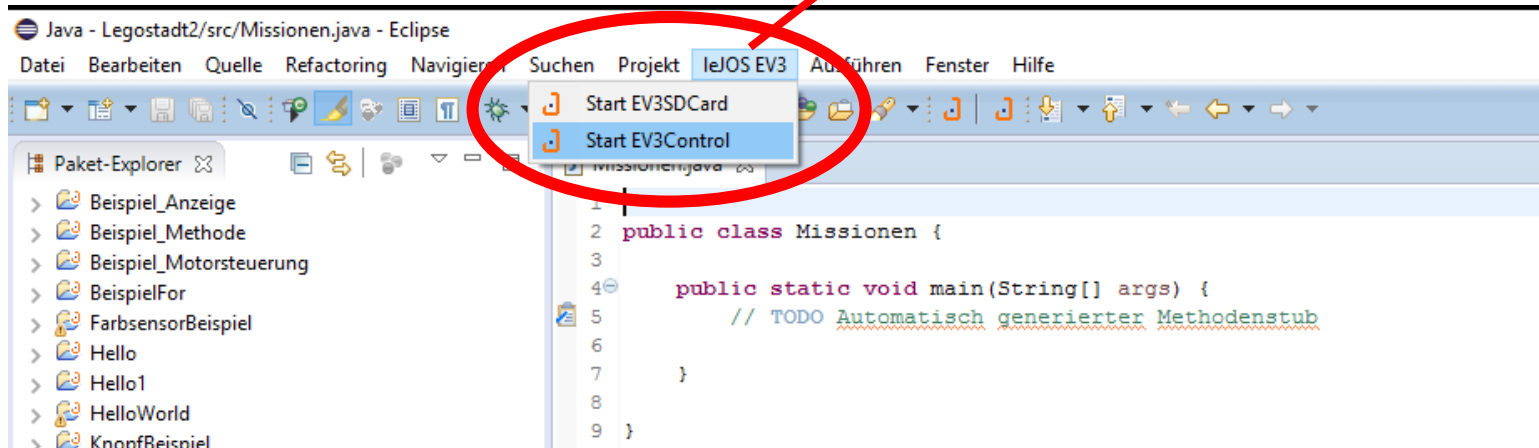 Java - Legostadt2/src/Missionen.java - Eclipse
Datei Bearbeiten Quelle Refactoring Navigieren Suchen Projekt leJOS EV3 Ausführen Fenster Hilfe
Start EV3SDCard
Start EV3Control
Paket-Explorer
Beispiel_Anzeige
Beispiel_Methode
Beispiel_Motorsteuerung
BeispielFor
FarbsensorBeispiel
Hello
Hello1
HelloWorld
KnopfBeispiel
Missionen.java
1
2 public class Missionen {
3
4 public static void main(String[] args) {
5 // TODO Automatisch generierter Methodenstub
6
7 }
8
9 }